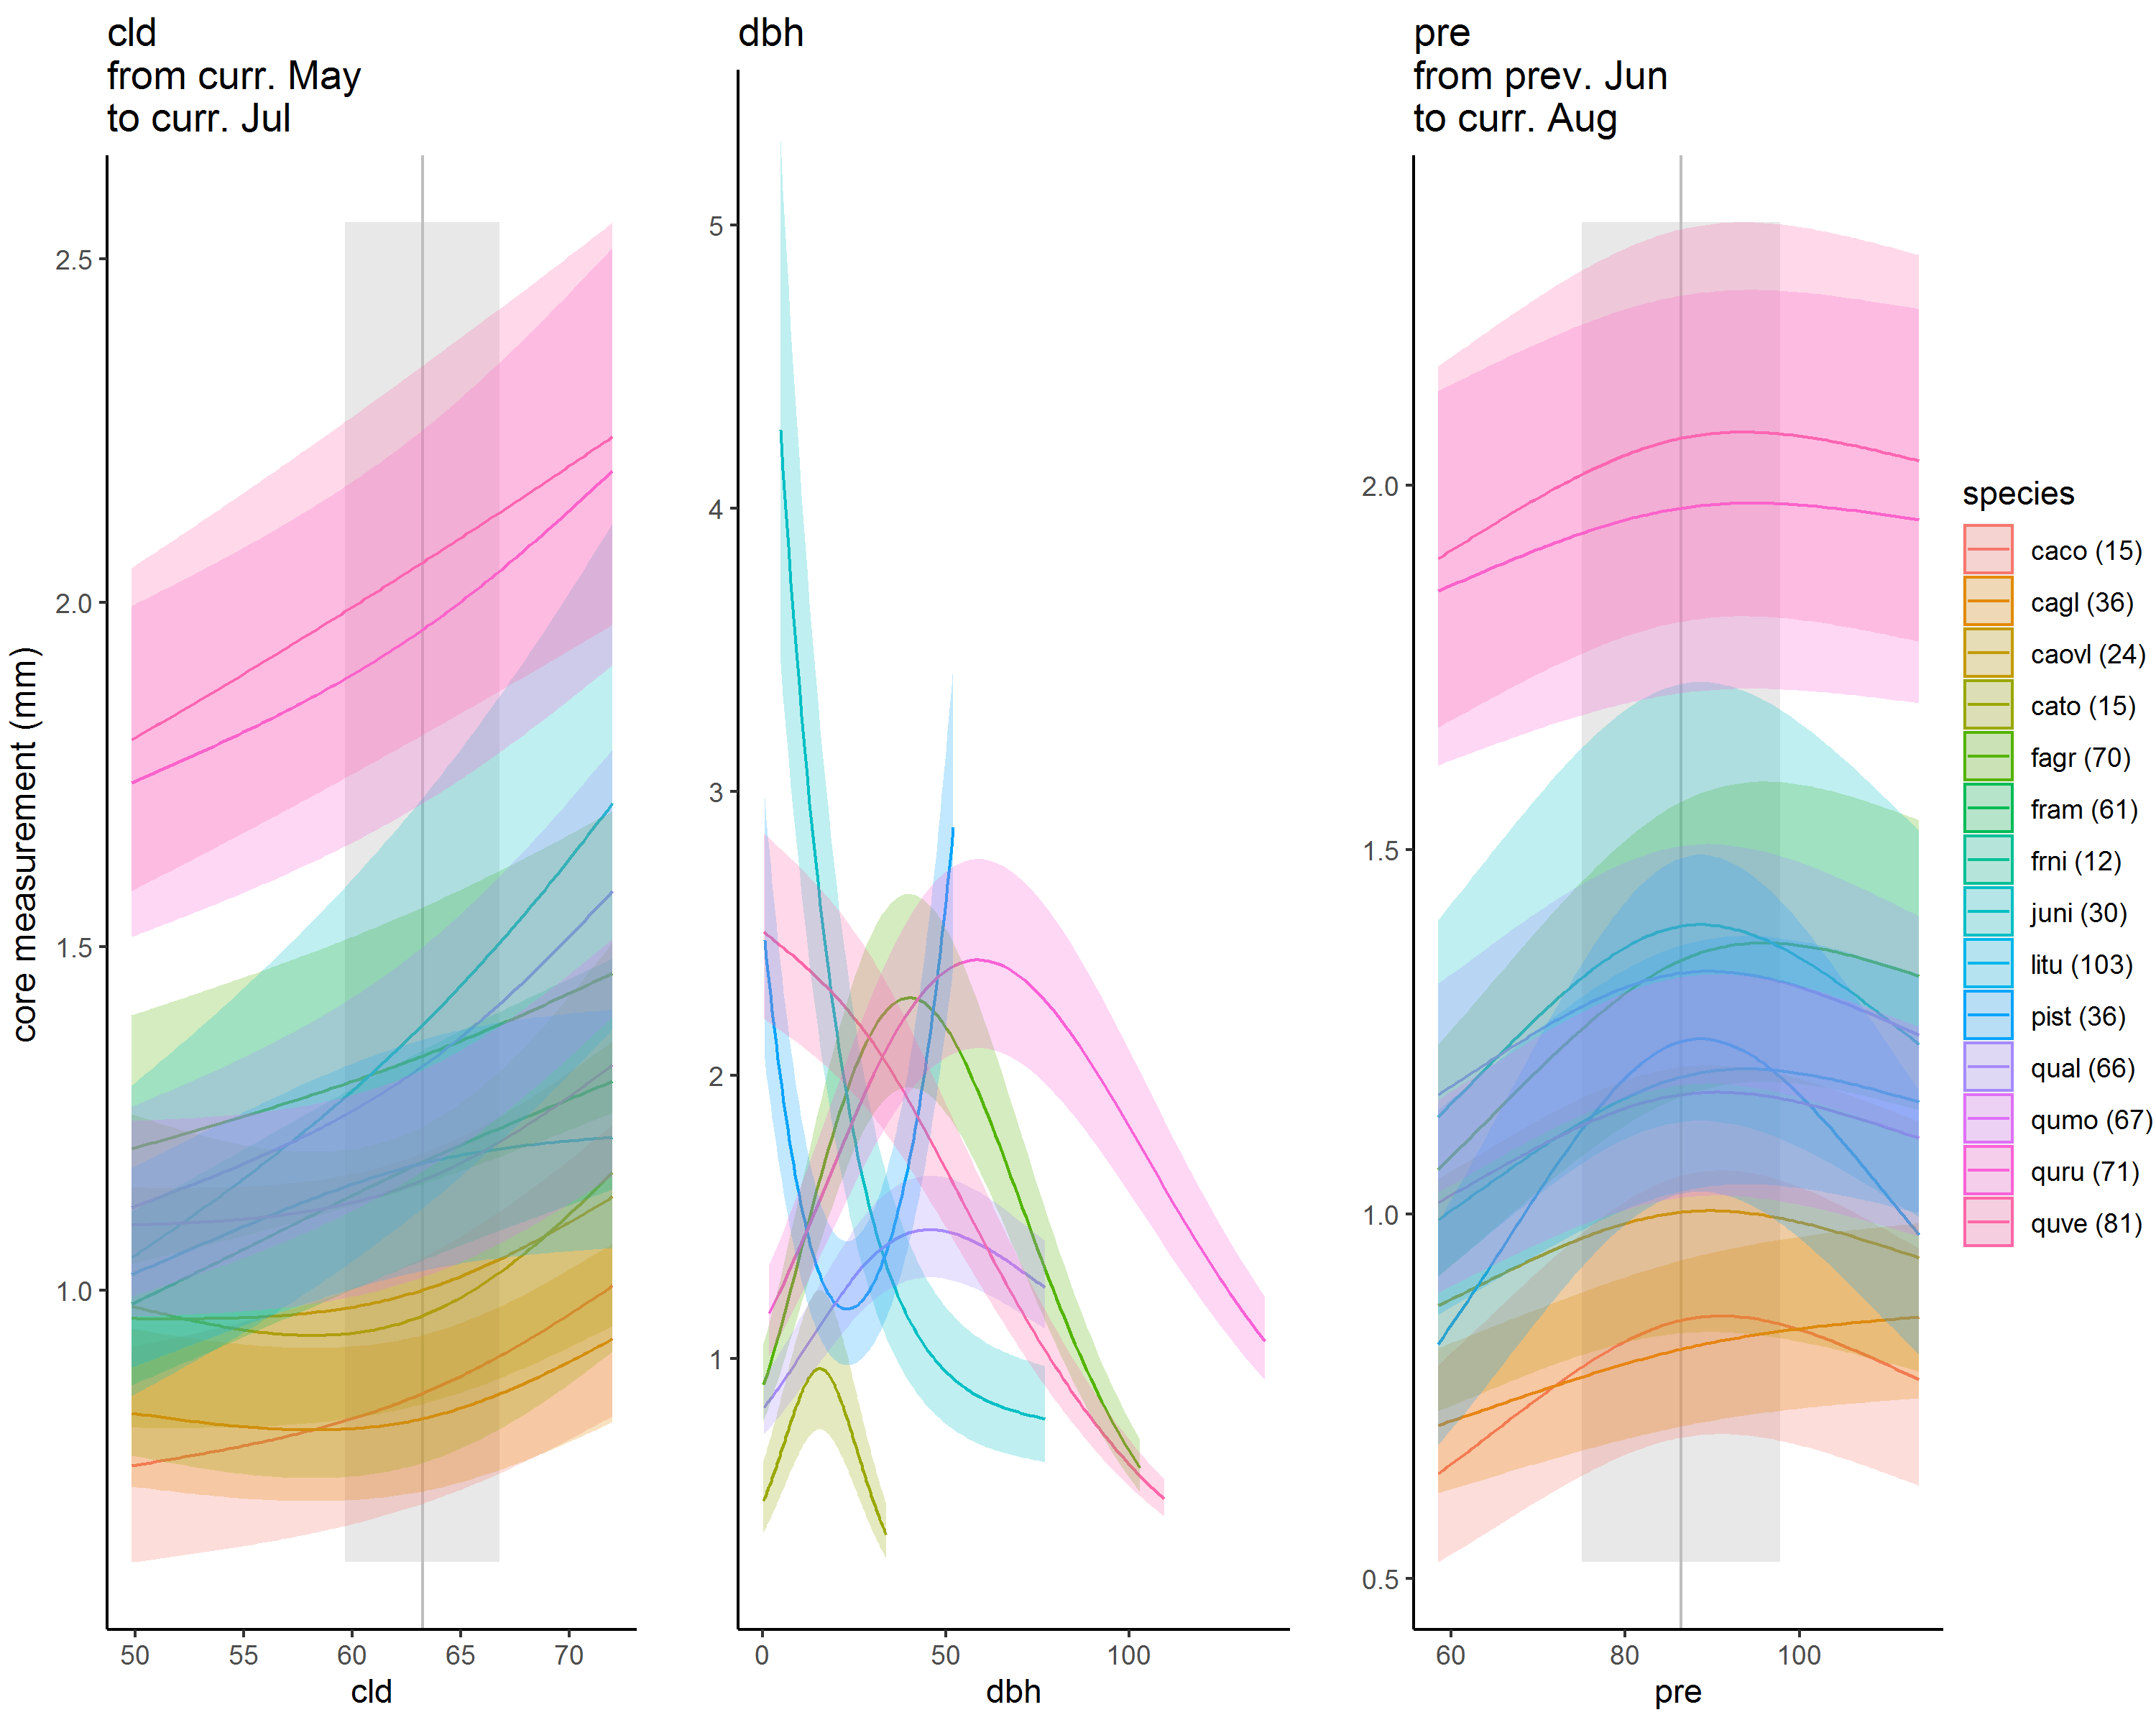 cld
from curr. May
to curr. Jul
dbh
pre
from prev. Jun
to curr. Aug
core measurement (mm)
2.5
2.0
1.5
1.0
50 55 60 65 70
cld
5
4
3
2
1
0 50 100
dbh
2.0
1.5
1.0
0.5
60 80 100
pre
species
caco (15)
cagl (36)
caovl (24)
cato (15)
fagr (70)
fram (61)
frni (12)
juni (30)
litu (103)
pist (36)
qual (66)
qumo (67)
quru (71)
quve (81)